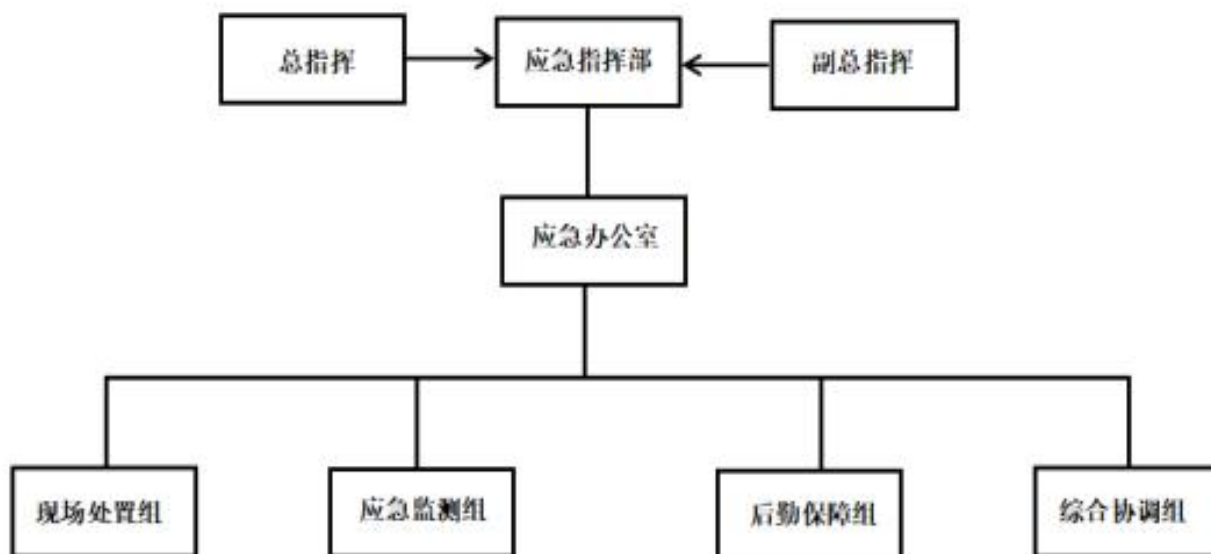 总指挥
应急指挥部
副总指挥
应急办公室
现场处置组
应急监测组
后勤保障组
综合协调组